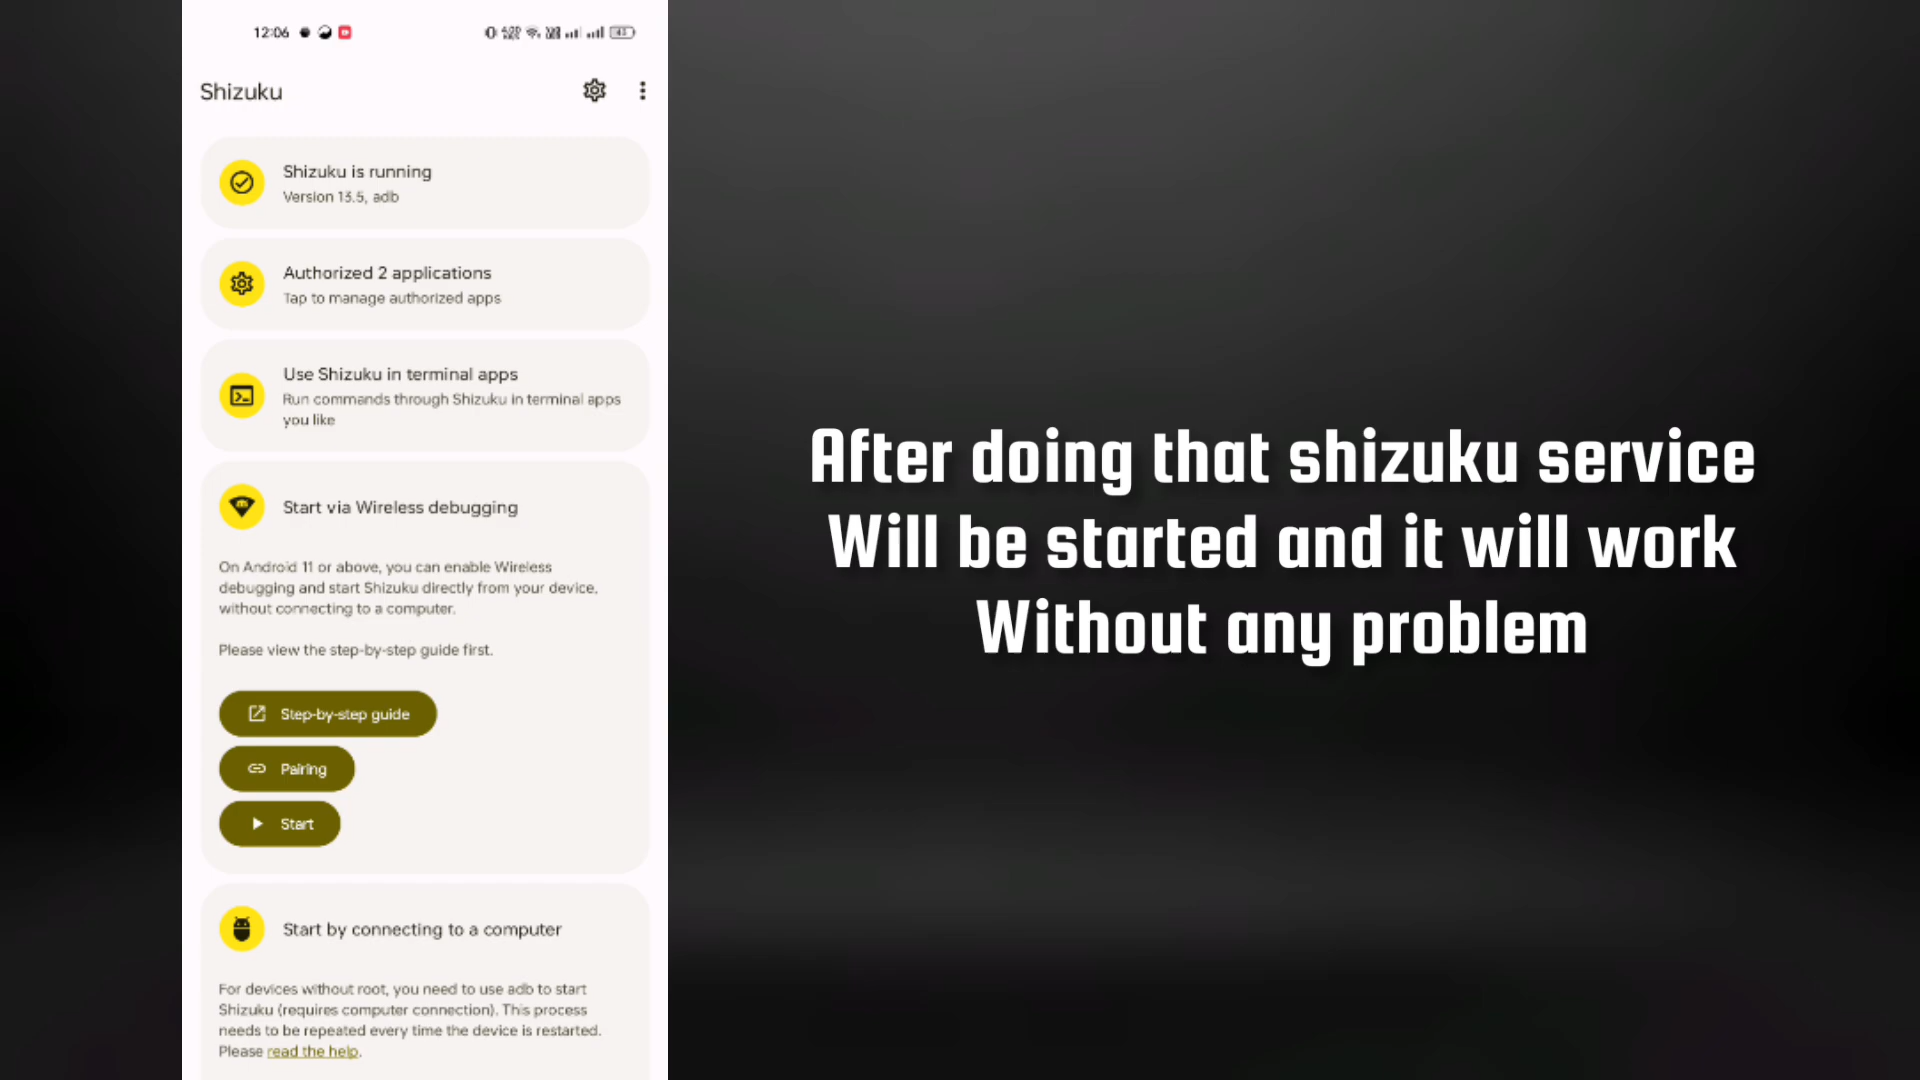 12:06
Shizuku
Shizuku is running
Version 13.5, adb
Authorized 2 applications
Tap to manage authorized apps
Use Shizuku in terminal apps
Run commands through Shizuku in terminal apps
you like
Start via Wireless debugging
On Android 11 or above, you can enable Wireless
debugging and start Shizuku directly from your device,
without connecting to a computer.
Please view the step-by-step guide first.
Step-by-step guide
Pairing
Start
Start by connecting to a computer
For devices without root, you need to use adb to start
Shizuku (requires computer connection). This process
needs to be repeated every time the device is restarted.
Please read the help.
After doing that shizuku service
Will be started and it will work
Without any problem